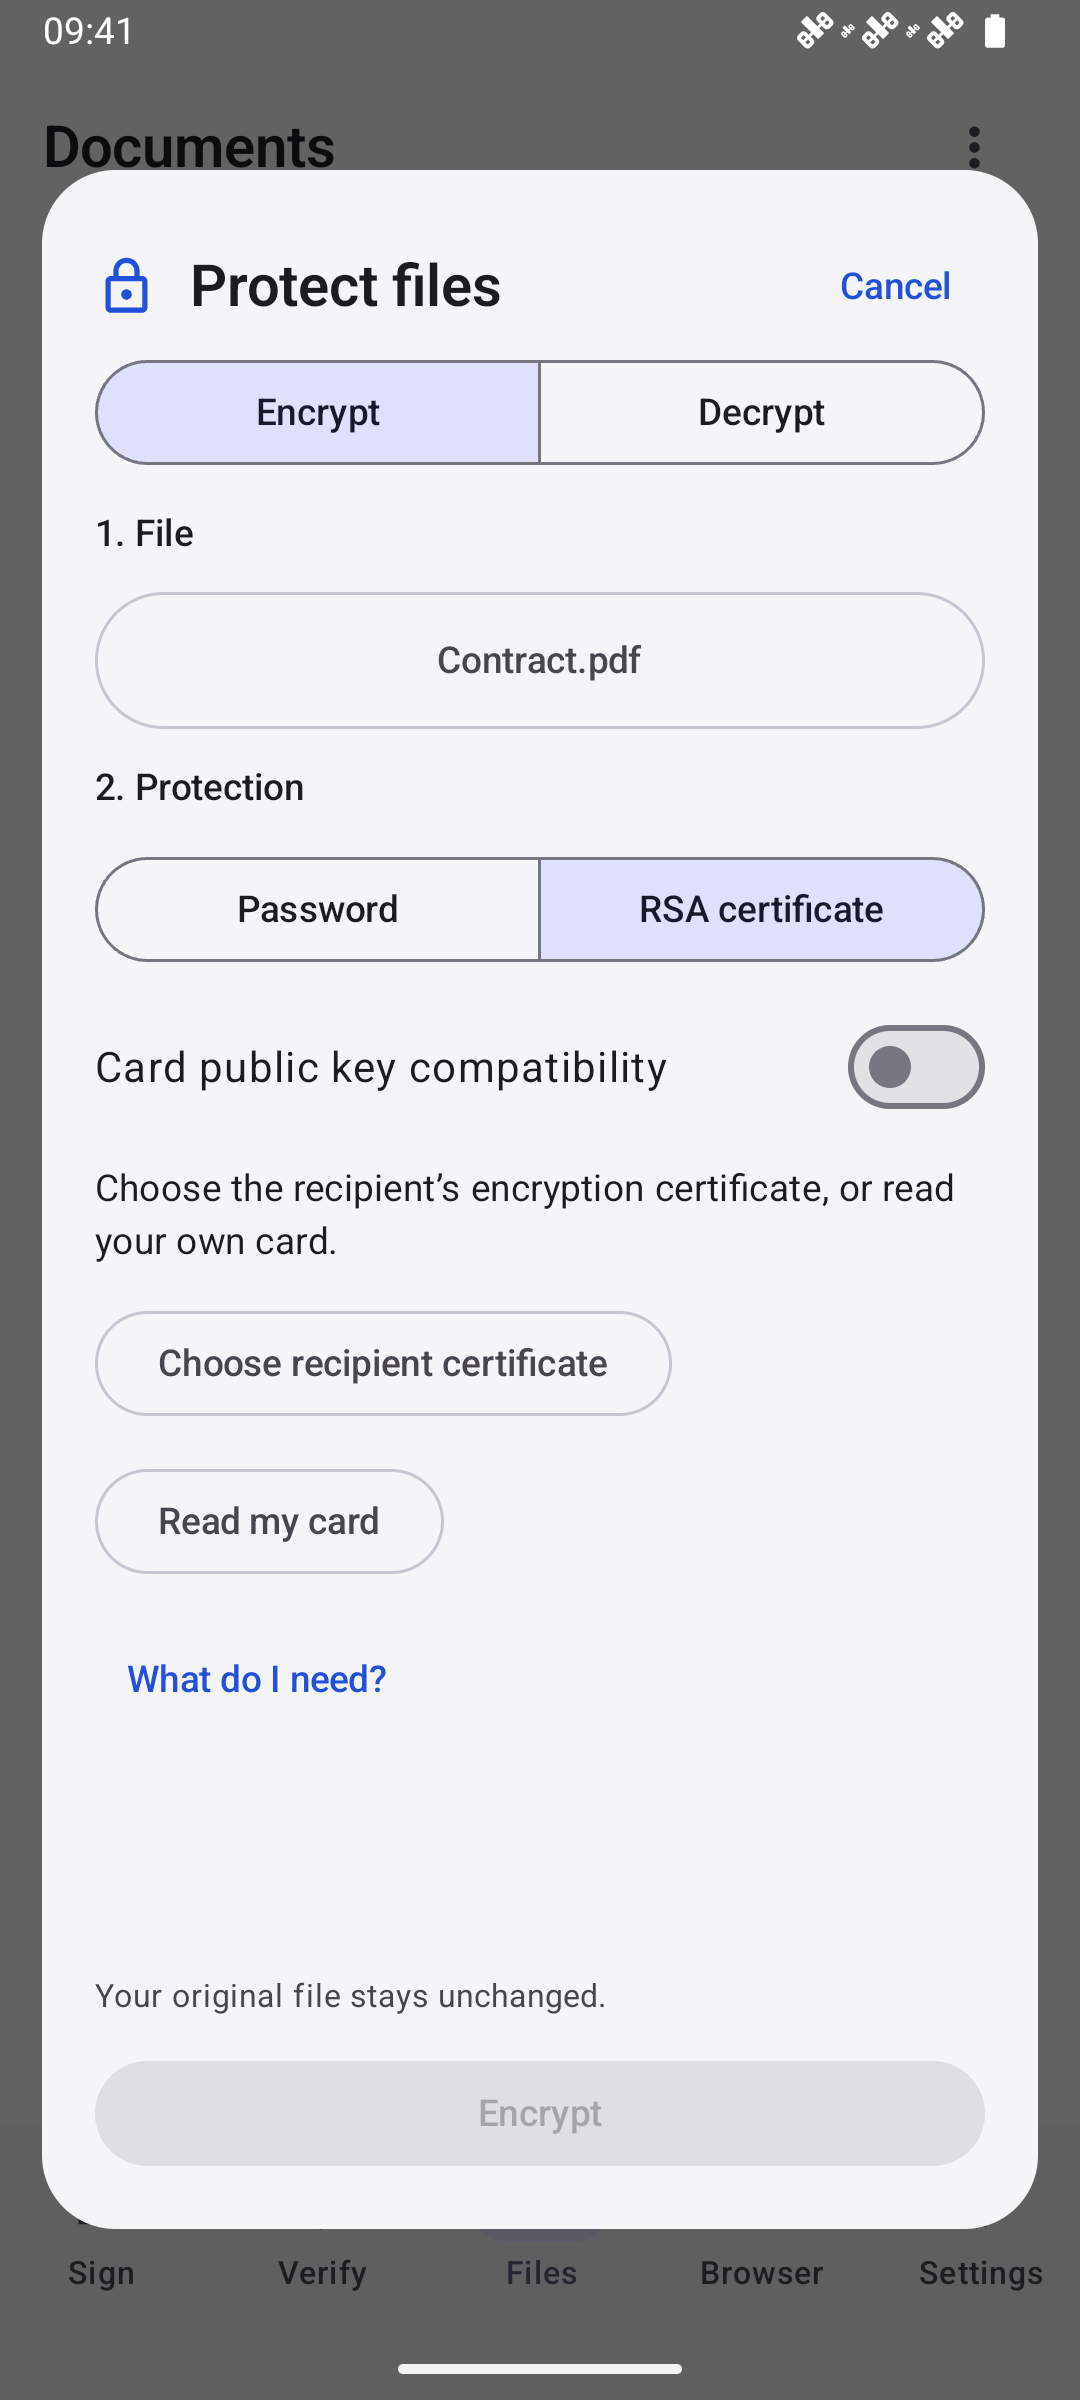 09:41
Documents
Protect files
Cancel
Encrypt
Decrypt
1. File
Contract.pdf
2. Protection
Password
RSA certificate
Card public key compatibility
Choose the recipient’s encryption certificate, or read
your own card.
Choose recipient certificate
Read my card
What do I need?
Your original file stays unchanged.
Encrypt
Sign
Verify
Files
Browser
Settings